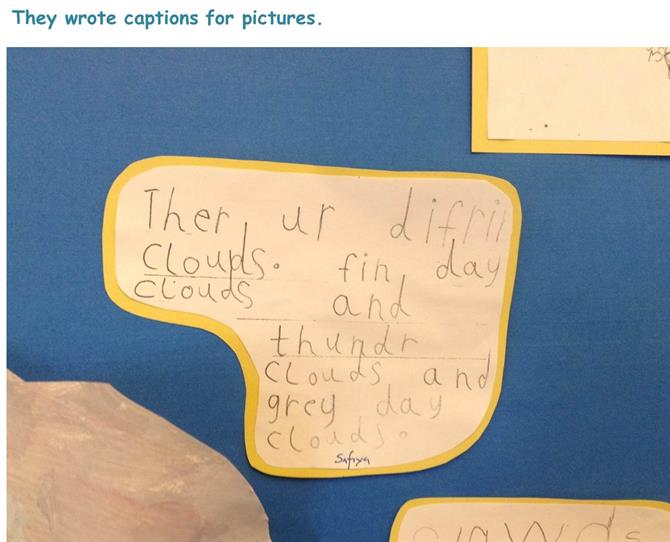 They wrote captions for pictures.
Ther ur difrii
clouds. fin day
clouds and
thundr
clouds and
grey day
clouds.
Safiya